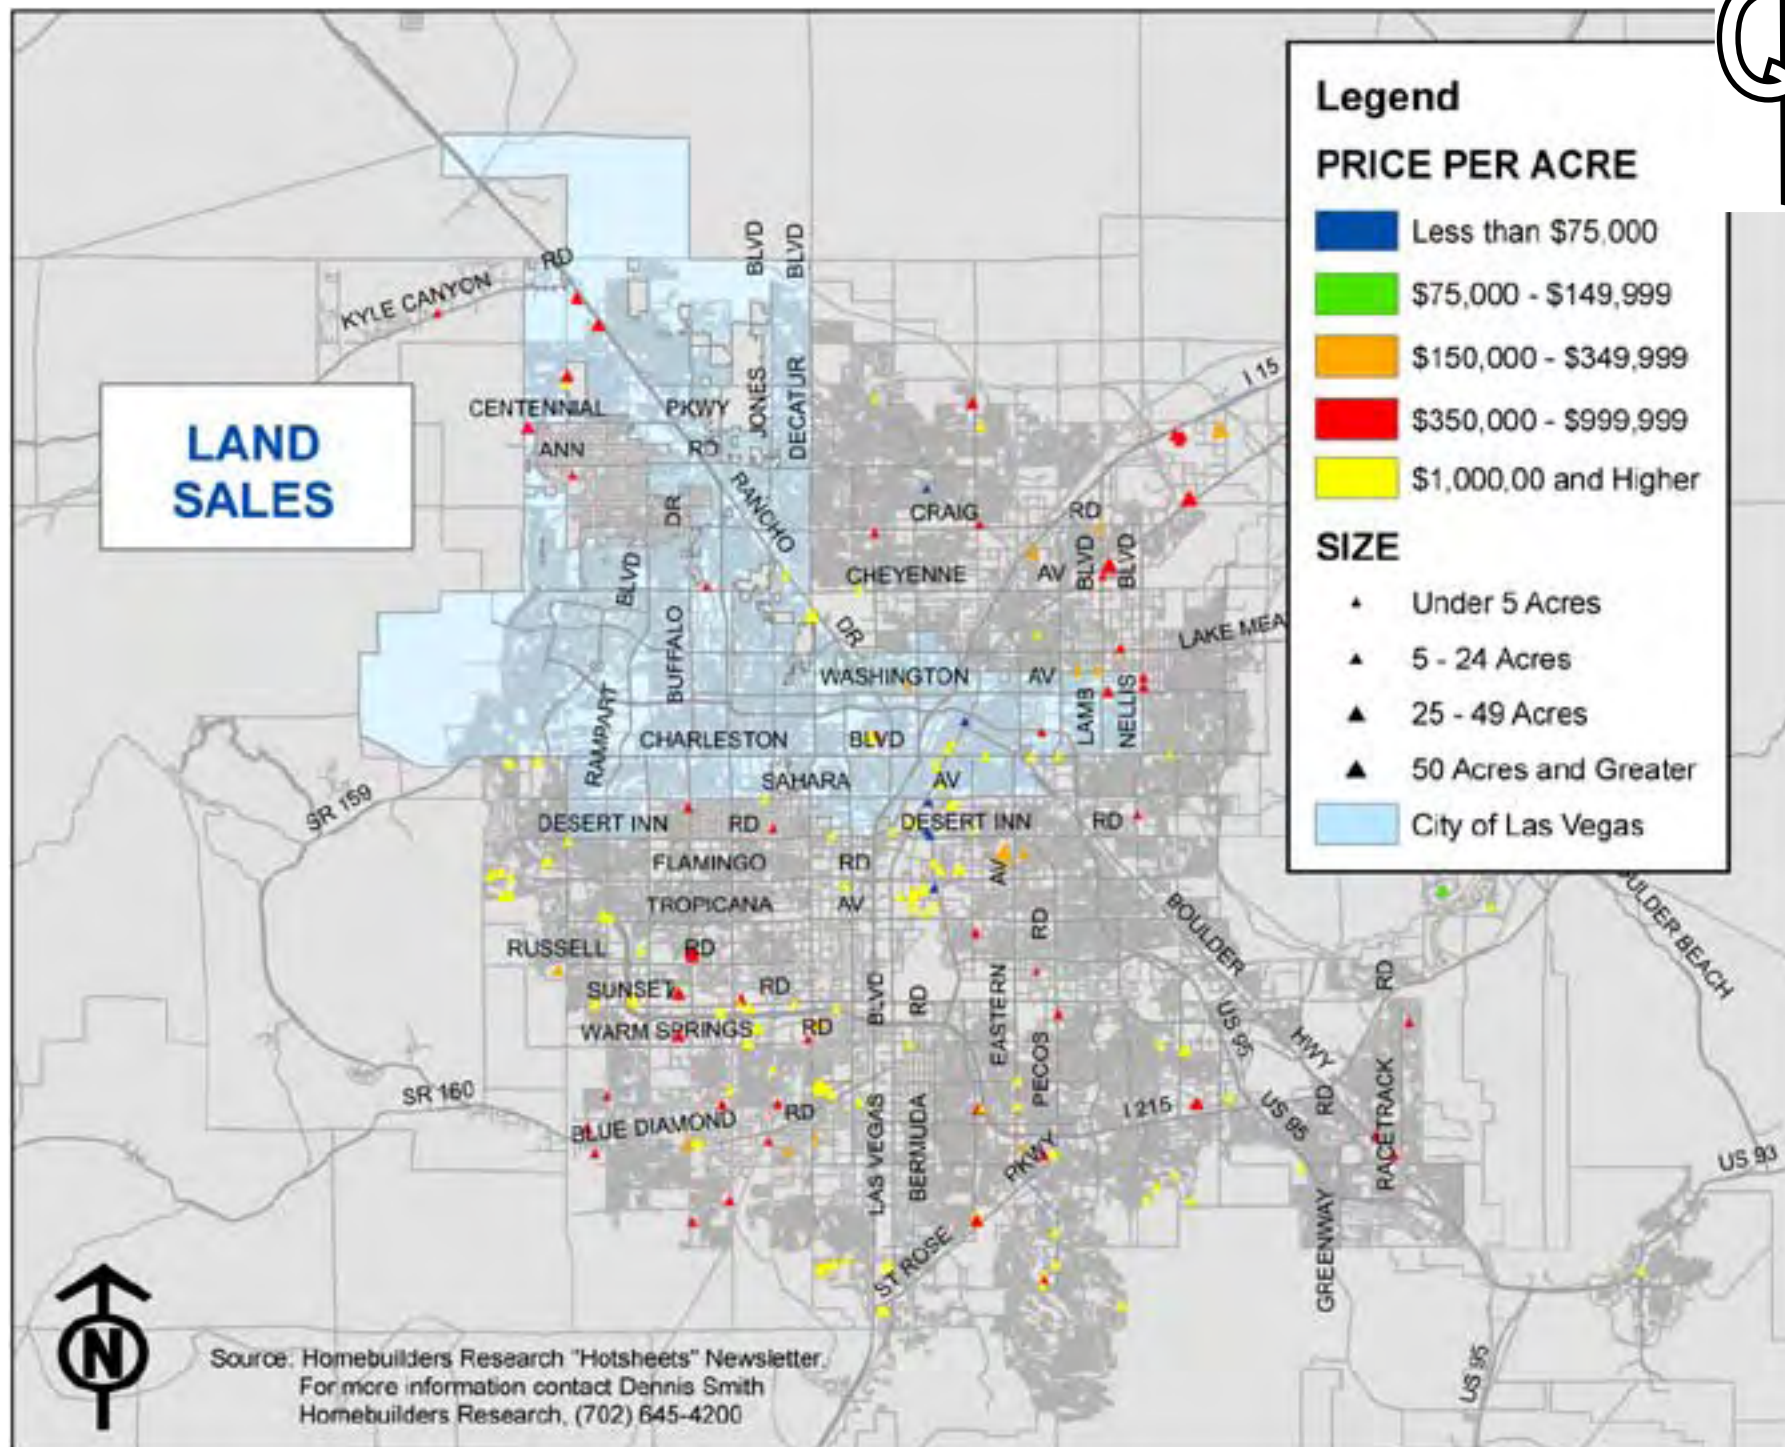 Q
Legend
PRICE PER ACRE
Less than $75,000
$75,000 - $149,999
$150,000 - $349,999
$350,000 - $999,999
$1,000,00 and Higher
SIZE
Under 5 Acres
5 - 24 Acres
25 - 49 Acres
50 Acres and Greater
City of Las Vegas
LAND
SALES
KYLE CANYON
RD
BLVD
BLVD
I 15
CENTENNIAL
PKWY
JONES
DECATUR
ANN
RD
RANCHO
DR
DR
BLVD
CRAIG
RD
CHEYENNE
AV
BLVD
BLVD
BUFFALO
LAKE MEA
RAMPART
WASHINGTON
AV
LAMB
NELLIS
CHARLESTON
BLVD
SAHARA
AV
SR 159
DESERT INN
RD
DESERT INN
RD
FLAMINGO
RD
AV
TROPICANA
AV
RD
BOULDER
HWY
OULDER BEACH
RUSSELL
RD
SUNSET
RD
BLVD
RD
EASTERN
RD
US 95
WARM SPRINGS
RD
PECOS
SR 160
BLUE DIAMOND
RD
LAS VEGAS
BERMUDA
I 215
US 95
RD
RACETRACK
PKWY
US 93
ST ROSE
GREENWAY
US 95
N
Source: Homebuilders Research "Hotsheets" Newsletter.
For more information contact Dennis Smith
Homebuilders Research, (702) 645-4200